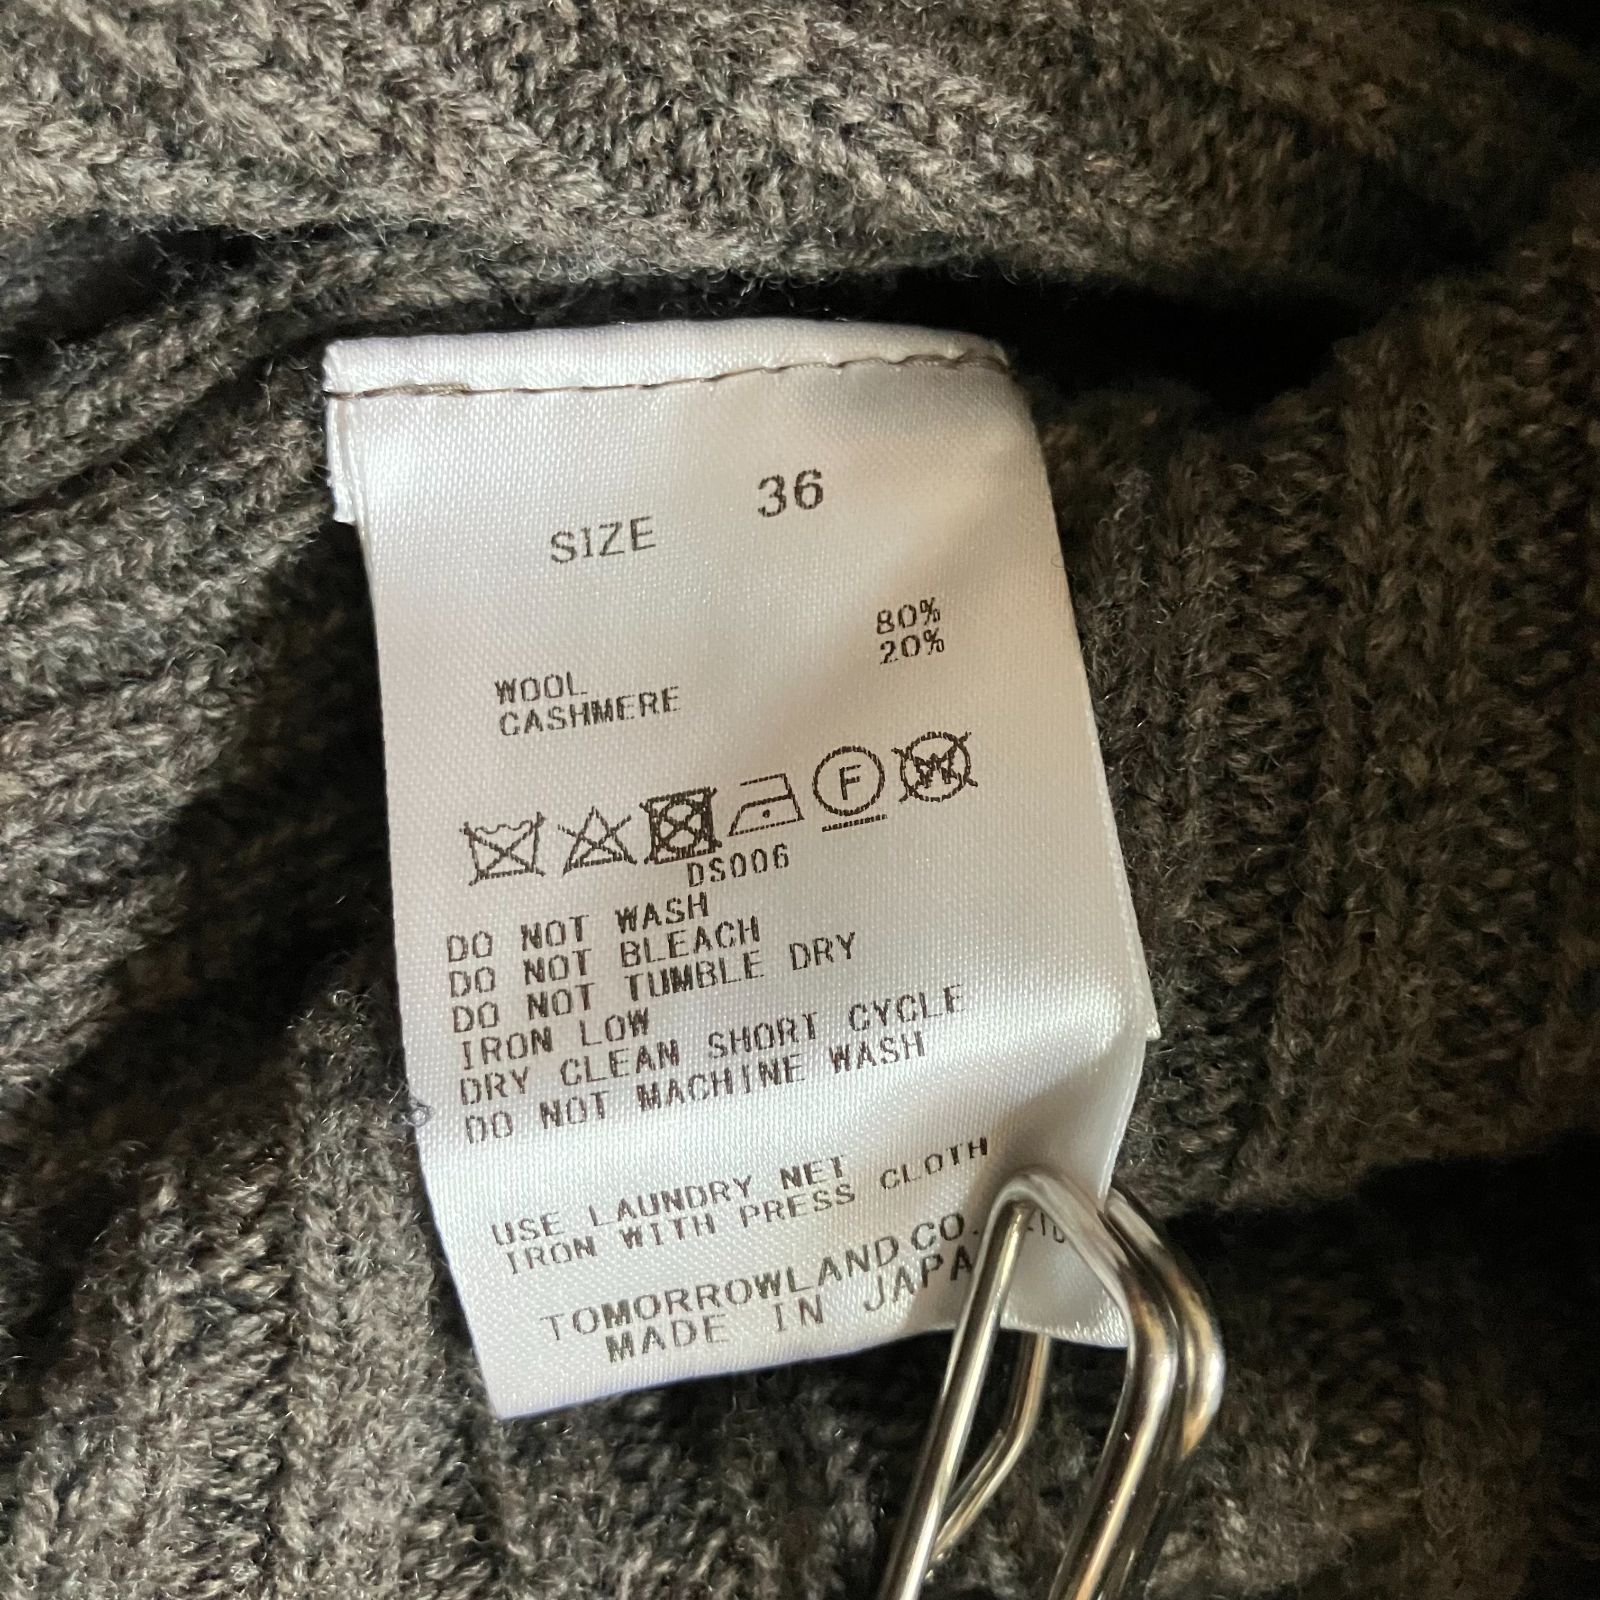 SIZE 36
WOOL 80%
CASHMERE 20%
F W
DS006
DO NOT WASH
DO NOT BLEACH
DO NOT TUMBLE DRY
IRON LOW
DRY CLEAN SHORT CYCLE
DO NOT MACHINE WASH
USE LAUNDRY NET
IRON WITH PRESS CLOTH
TOMORROWLAND CO.
MADE IN JAPA